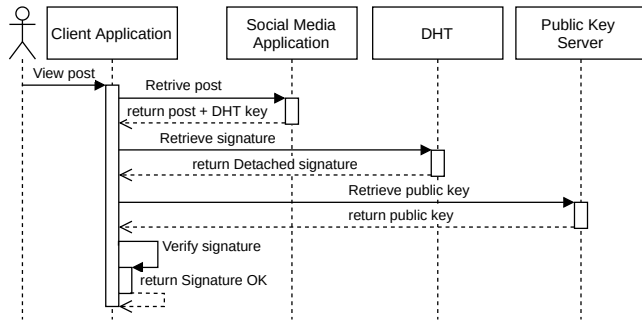 Client Application
Social Media
Application
DHT
Public Key
Server
View post
Retrive post
return post + DHT key
Retrieve signature
return Detached signature
Retrieve public key
return public key
Verify signature
return Signature OK